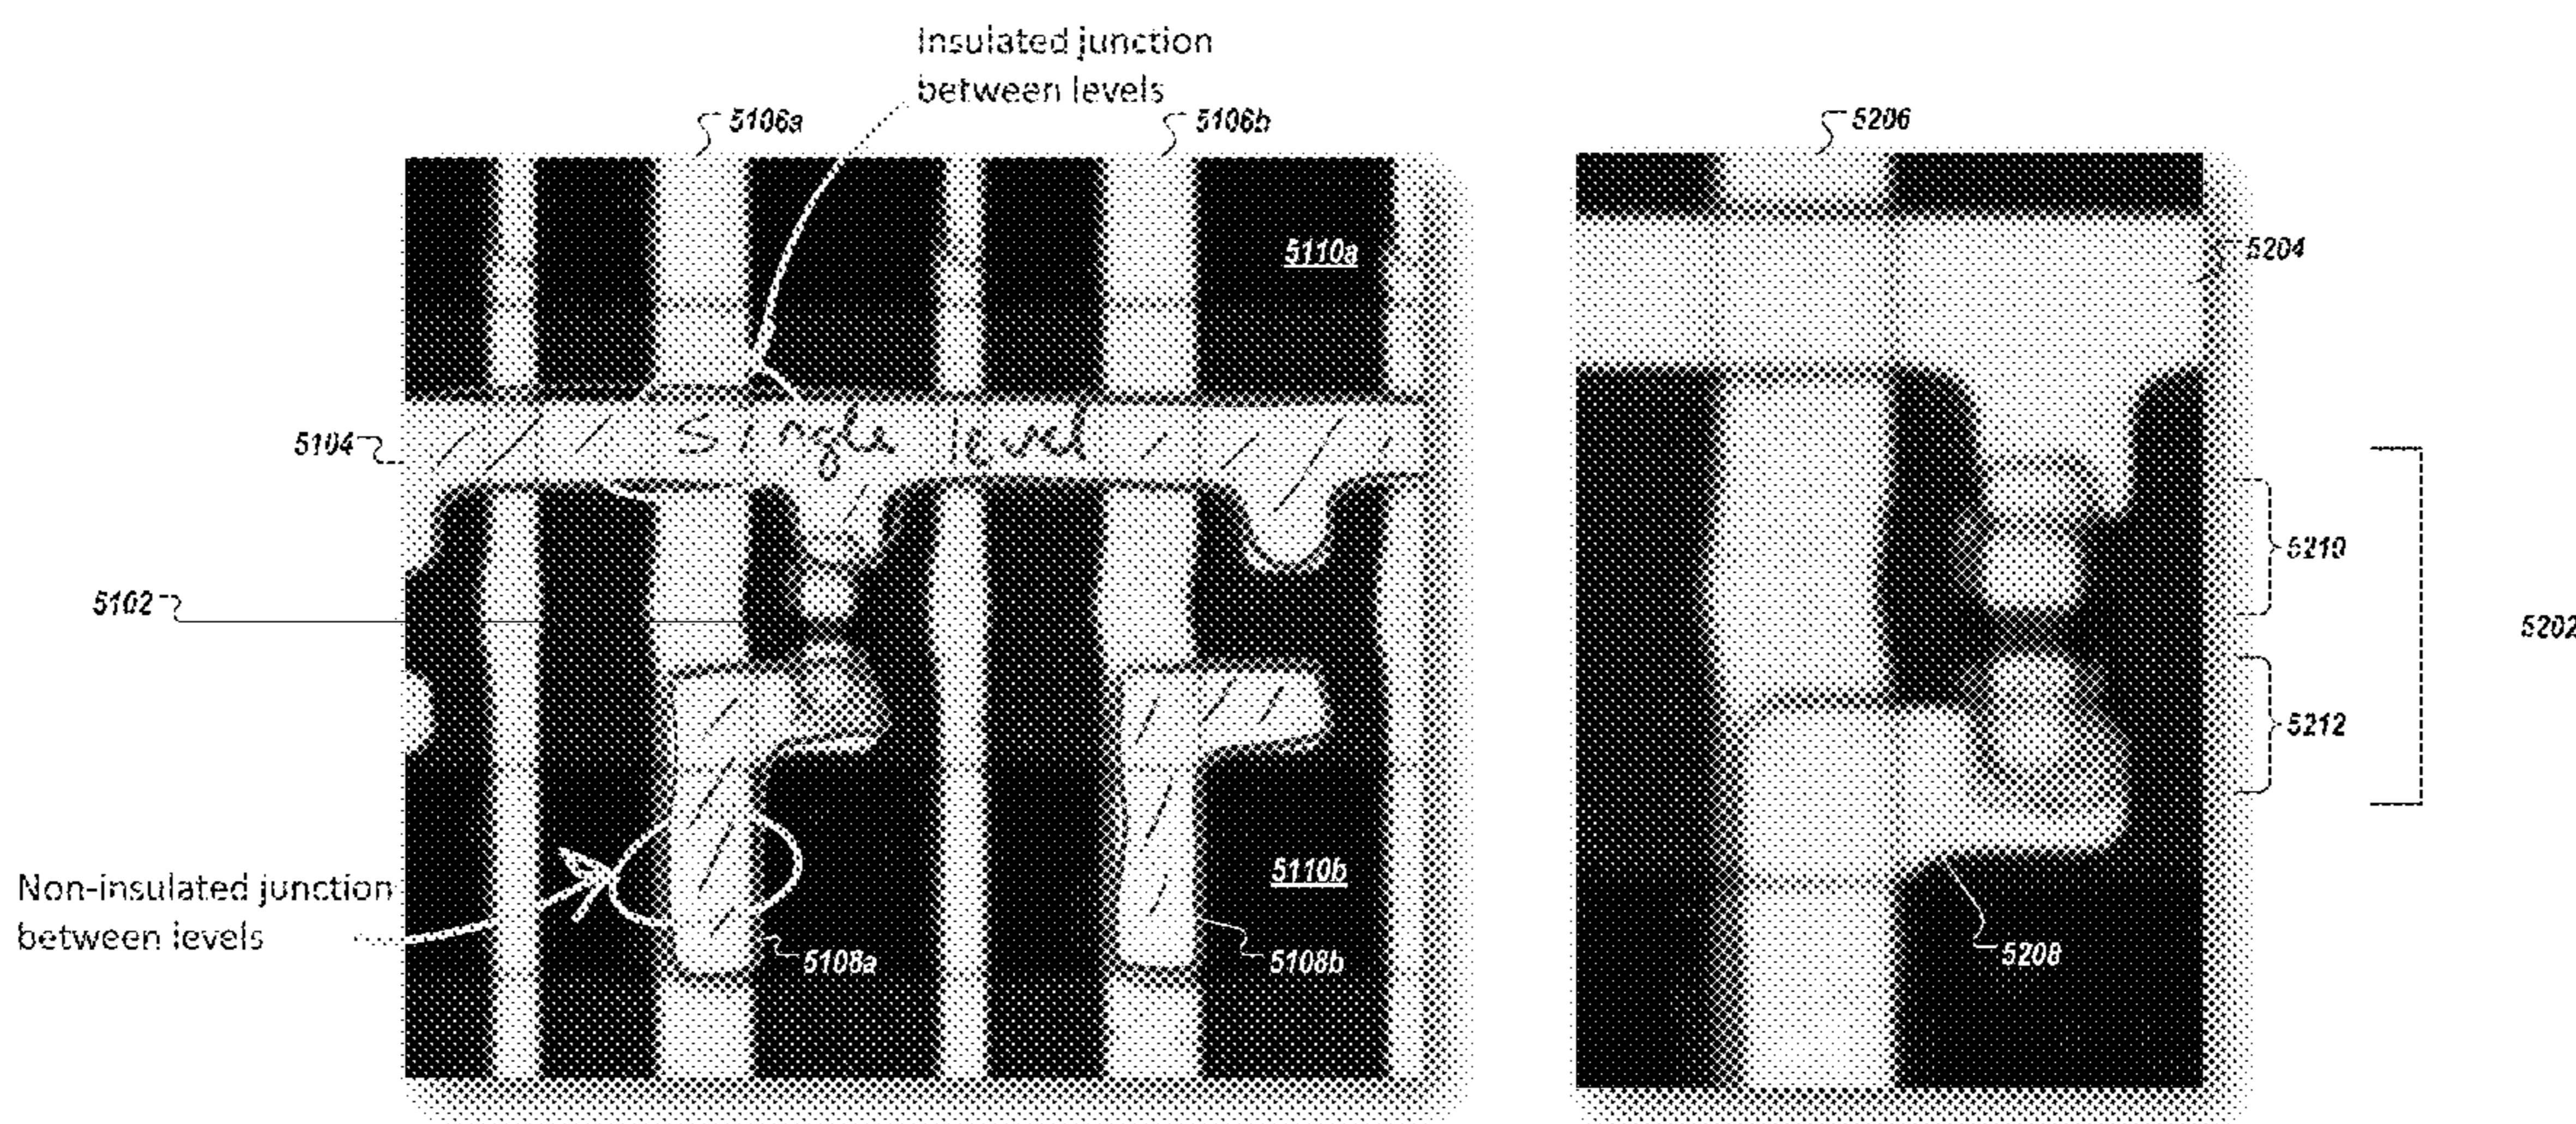 Insulated junction
between levels
5106a
5106b
5206
5110a
5204
5104
Single level
5210
5102
5202
5212
5110b
Non-insulated junction
between levels
5108a
5108b
5208